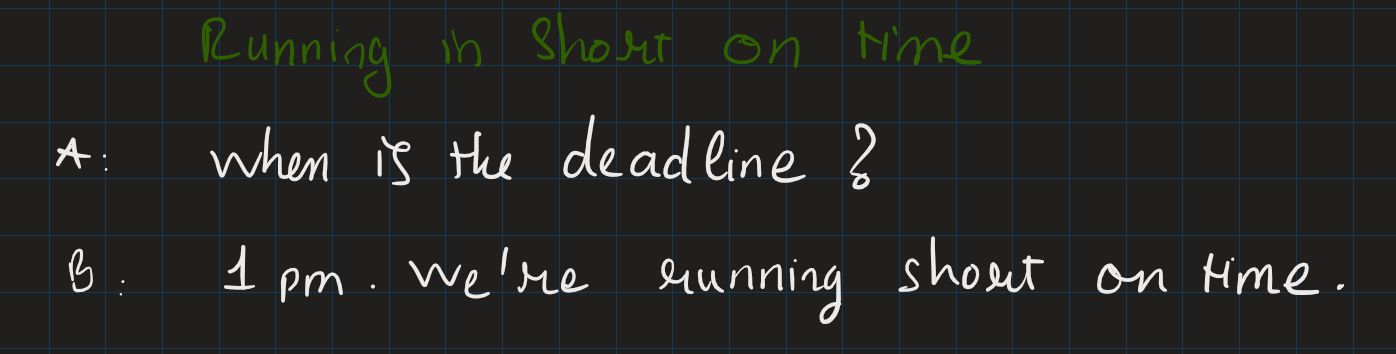 Running in Short on time
A: When is the deadline ?
B: 1 pm. We're running short on time.